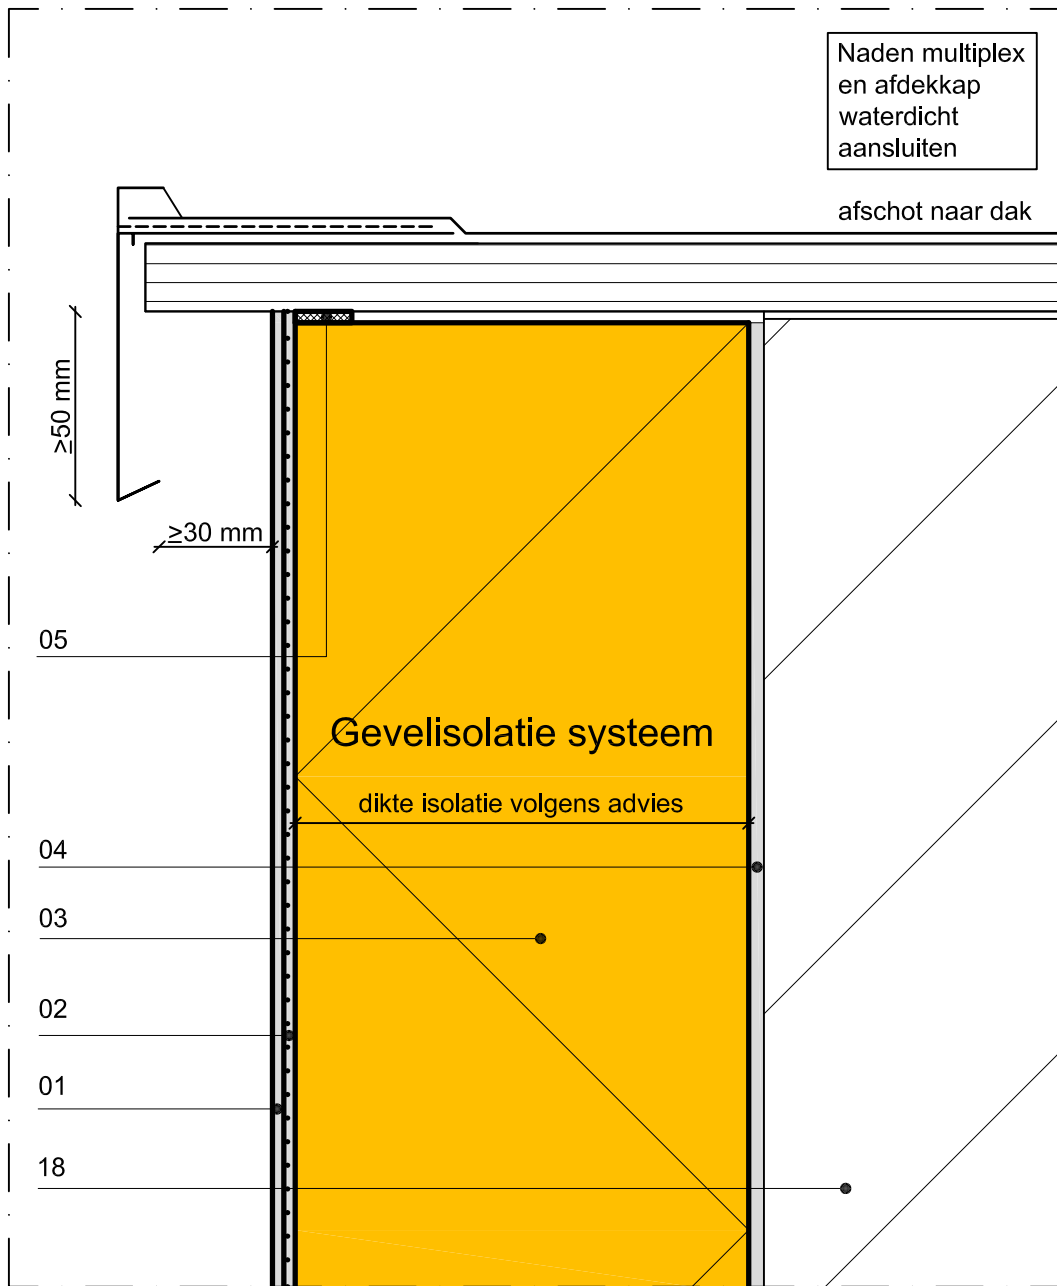 Naden multiplex
en afdekkap
waterdicht
aansluiten
afschot naar dak
≥50 mm
≥30 mm
05
Gevelisolatie systeem
dikte isolatie volgens advies
04
03
02
01
18